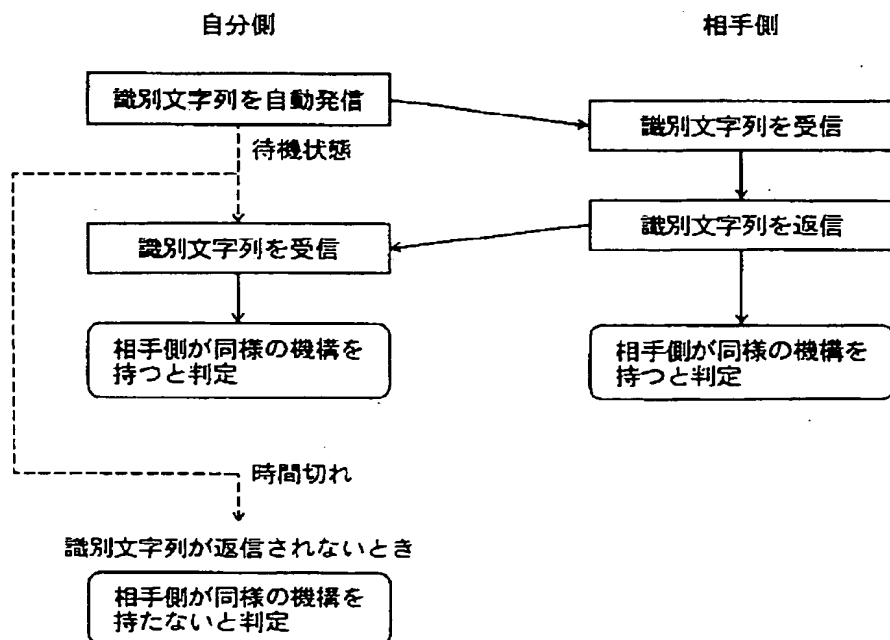 自分側
相手側
識別文字列を自動発信
識別文字列を受信
待機状態
識別文字列を返信
識別文字列を受信
相手側が同様の機構を
持つと判定
相手側が同様の機構を
持つと判定
時間切れ
識別文字列が返信されないとき
相手側が同様の機構を
持たないと判定